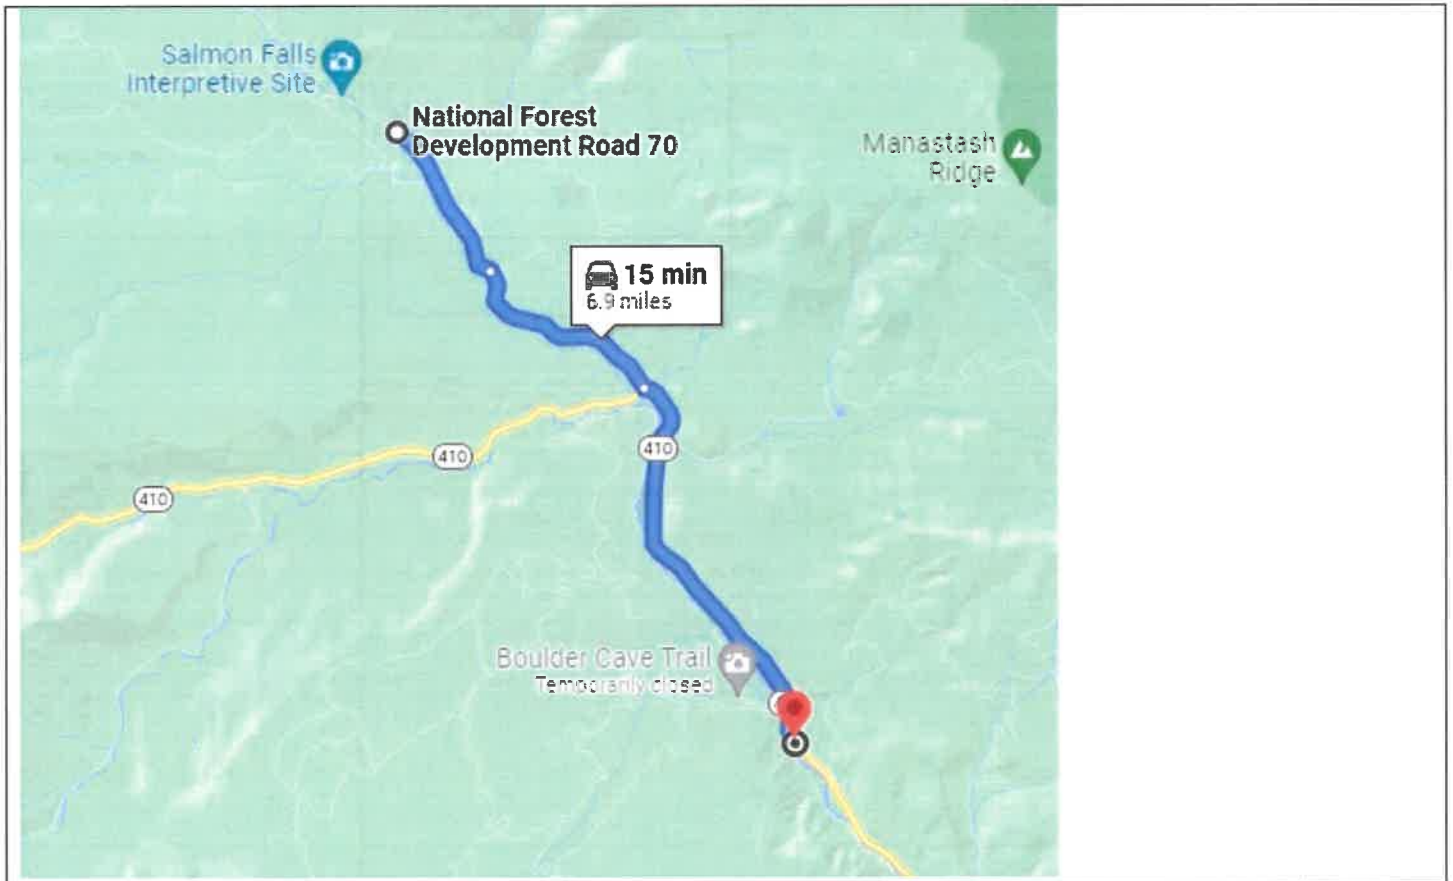 Salmon Falls
Interpretive Site
National Forest
Development Road 70
Manastash
Ridge
15 min
6.9 miles
410
410
410
Boulder Cave Trail
Temporarily closed